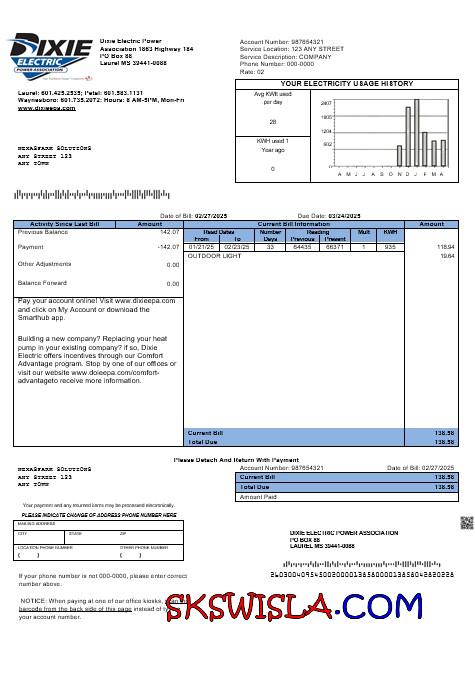 DIXIE
ELECTRIC
POWER ASSOCIATION
Dixie Electric Power
Association 1863 Highway 184
PO Box 88
Laurel MS 39441-0088
Laurel: 601.425.2535; Petal: 601.583.1131
Waynesboro: 601.735.2072; Hours: 8 AM-5PM, Mon-Fri
www.dixieepa.com
Account Number: 987654321
Service Location: 123 ANY STREET
Service Description: COMPANY
Phone Number: 000-0000
Rate: 02
YOUR ELECTRICITY USAGE HISTORY
Avg KWH used
per day
28
KWH used 1
Year ago
0
2407
1805
1204
602
0
A M J J A S O N D J F M A
NEXASPARK SOLUTIONS
ANY STREET 123
ANY TOWN
Date of Bill: 02/27/2025 Due Date: 03/24/2025
Activity Since Last Bill Amount Current Bill Information Amount
Previous Balance 142.07
Payment -142.07
Other Adjustments 0.00
Balance Forward 0.00
Read Dates Number Reading Mult KWH
From To Days Previous Present
01/21/25 02/23/25 33 64435 66371 1 935 118.94
OUTDOOR LIGHT 19.64
Pay your account online! Visit www.dixieepa.com
and click on My Account or download the
Smarthub app.
Building a new company? Replacing your heat
pump in your existing company? if so, Dixie
Electric offers incentives through our Comfort
Advantage program. Stop by one of our offices or
visit our website www.doieepa.com/comfort-
advantageto receive more information.
Current Bill 138.58
Total Due 138.58
Please Detach And Return With Payment
NEXASPARK SOLUTIONS
ANY STREET 123
ANY TOWN
Account Number: 987654321 Date of Bill: 02/27/2025
Current Bill 138.58
Total Due 138.58
Amount Paid
Your payment and any returned items may be processed electronically.
PLEASE INDICATE CHANGE OF ADDRESS PHONE NUMBER HERE
MAILING ADDRESS
CITY STATE ZIP
LOCATION PHONE NUMBER OTHER PHONE NUMBER
( ) ( )
DIXIE ELECTRIC POWER ASSOCIATION
PO BOX 88
LAUREL MS 39441-0088
If your phone number is not 000-0000, please enter correct
number above.
NOTICE: When paying at one of our office kiosks, scan the
barcode from the back side of this page instead of
your account number.
SKSWISLA.COM